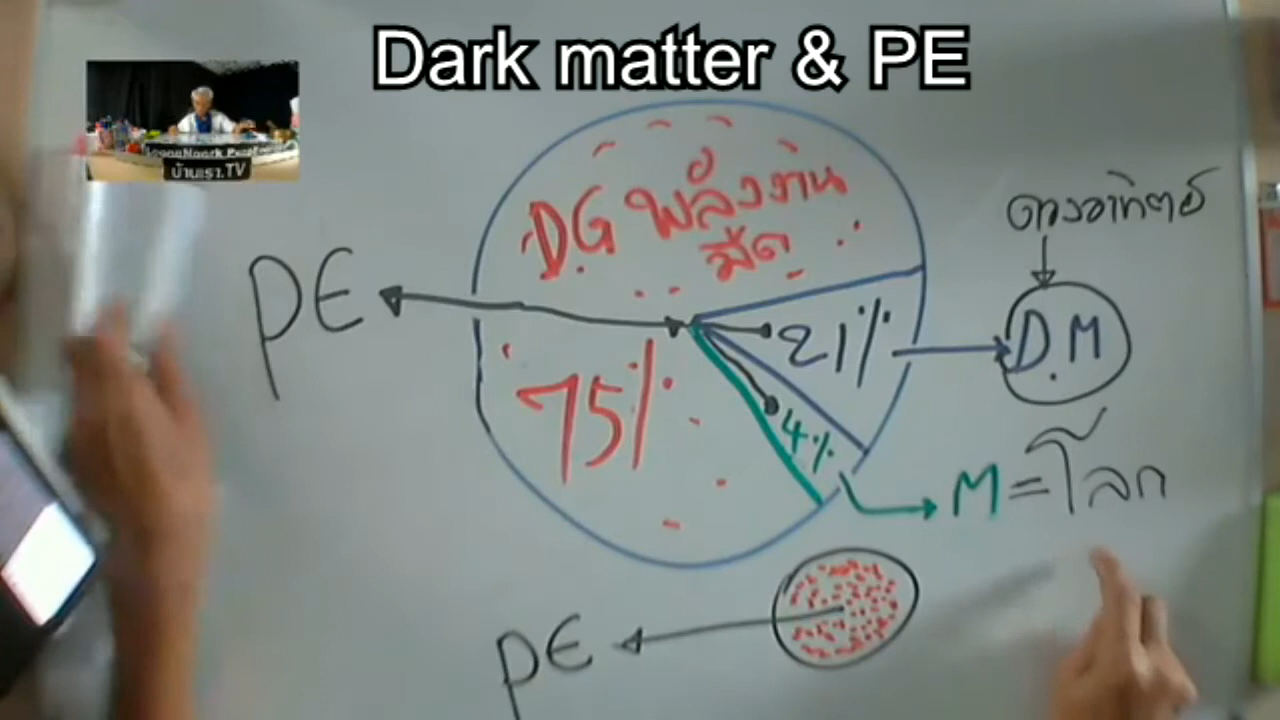 Dark matter & PE
บ้านเรา.TV
D.G พลังงาน
มืด
ดวงอาทิตย์
PE
21%
D.M
75%
4%
M=โลก
PE